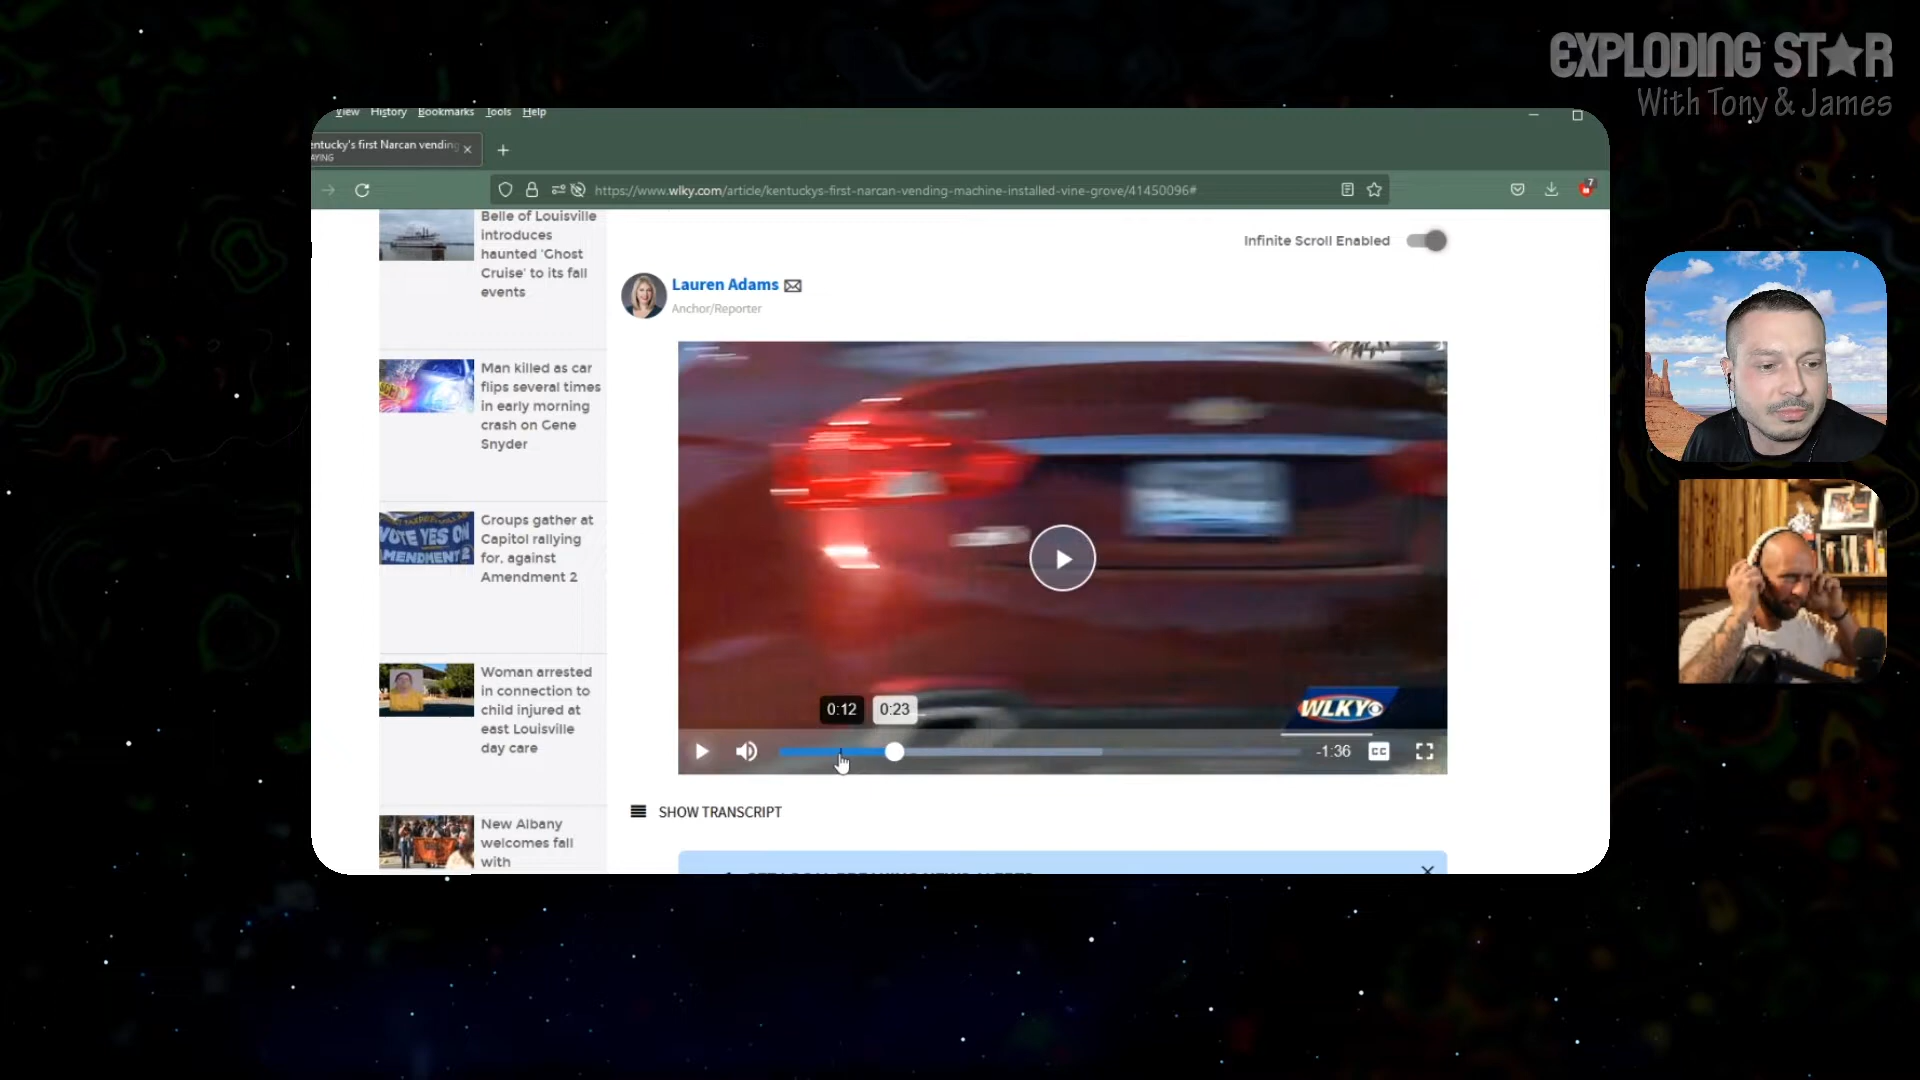 EXPLODING STAR
With Tony & James
View History Bookmarks Tools Help
entucky's first Narcan vending
AYING
https://www.wlky.com/article/kentuckys-first-narcan-vending-machine-installed-vine-grove/41450096#
7
Belle of Louisville
introduces
haunted 'Ghost
Cruise' to its fall
events
Man killed as car
flips several times
in early morning
crash on Gene
Snyder
Groups gather at
Capitol rallying
for, against
Amendment 2
Woman arrested
in connection to
child injured at
east Louisville
day care
New Albany
welcomes fall
with
VOTE YES ON
AMENDMENT 2
Infinite Scroll Enabled
Lauren Adams
Anchor/Reporter
WLKY
0:12 0:23
-1:36 CC
SHOW TRANSCRIPT